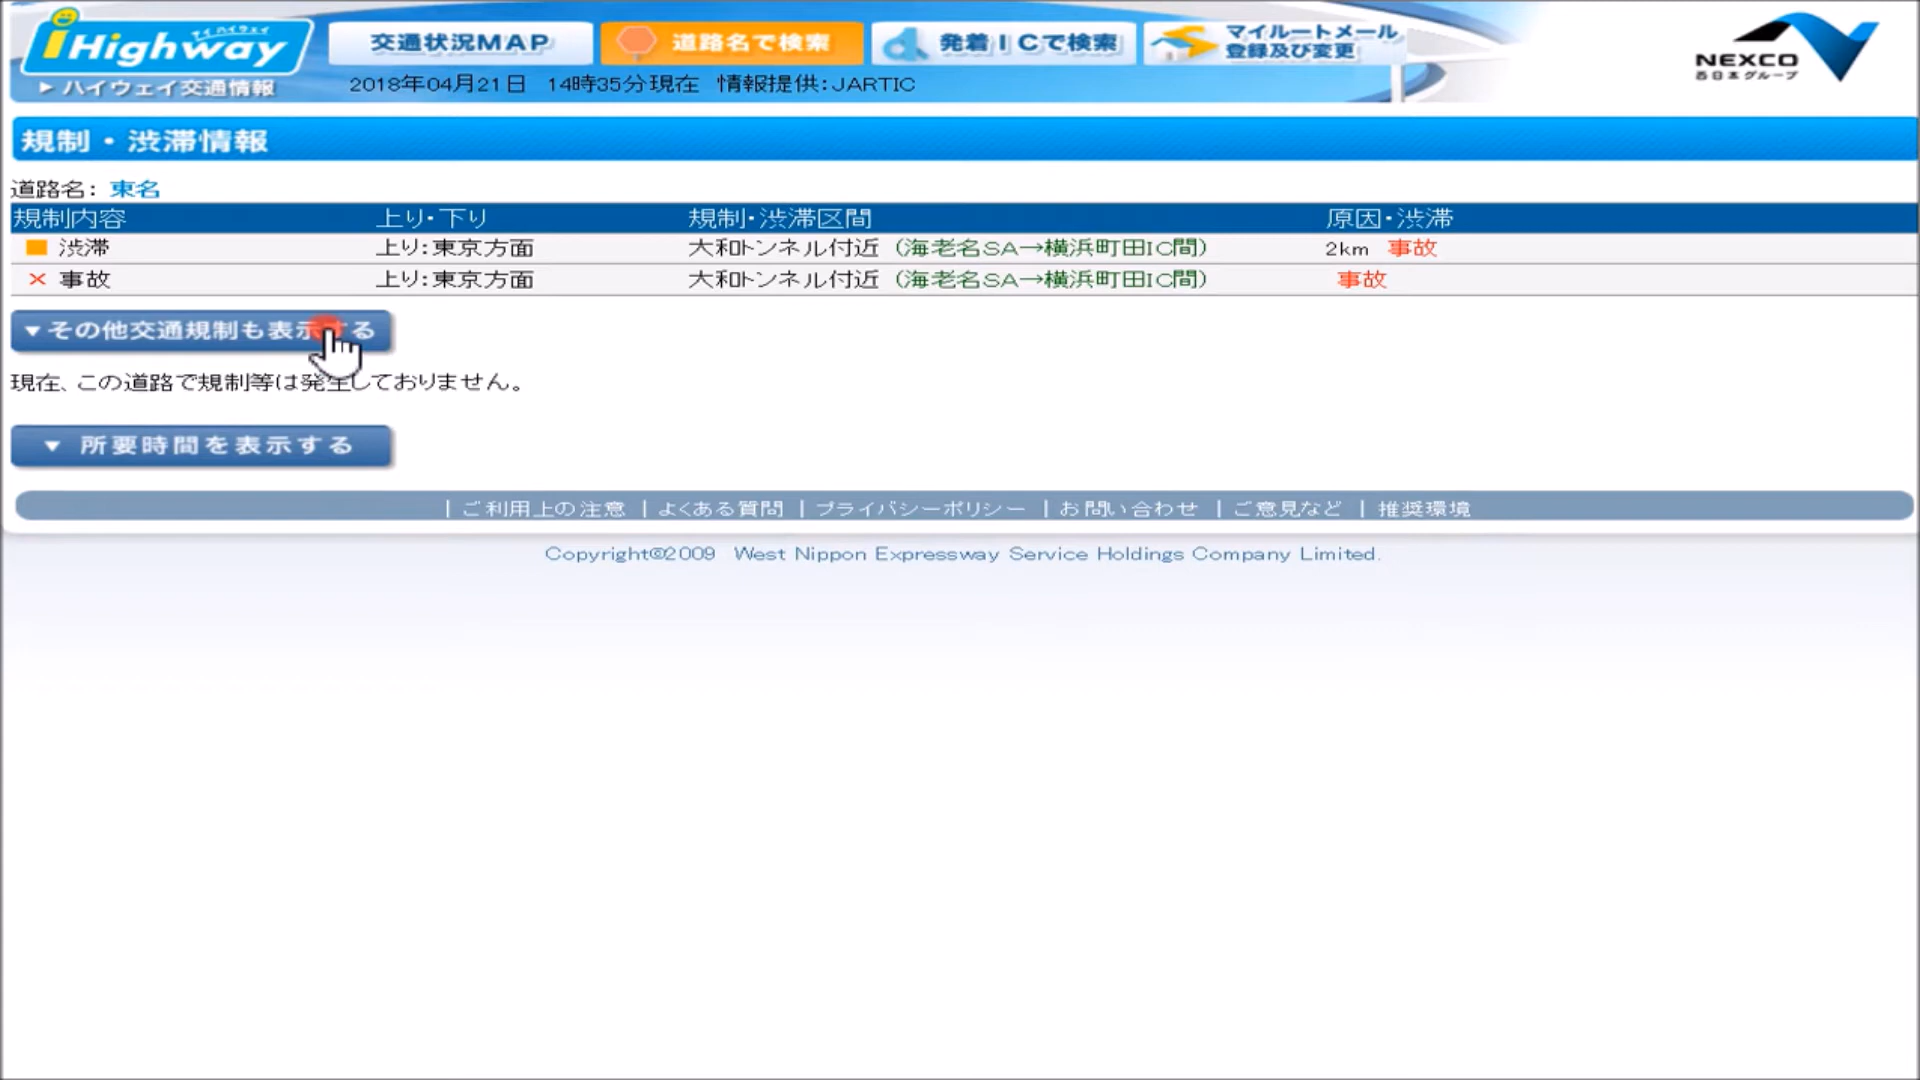 マイハイウェイ
iHighway
▶ ハイウェイ交通情報
交通状況MAP
道路名で検索
発着ICで検索
マイルートメール
登録及び変更
NEXCO
西日本グループ
2018年04月21日 14時35分現在 情報提供:JARTIC
規制・渋滞情報
道路名: 東名
規制内容 上り・下り 規制・渋滞区間 原因・渋滞
渋滞 上り:東京方面 大和トンネル付近 (海老名SA→横浜町田IC間) 2km 事故
× 事故 上り:東京方面 大和トンネル付近 (海老名SA→横浜町田IC間) 事故
▼その他交通規制も表示する
現在、この道路で規制等は発生しておりません。
▼ 所要時間を表示する
| ご利用上の注意 | よくある質問 | プライバシーポリシー | お問い合わせ | ご意見など | 推奨環境
Copyright©2009 West Nippon Expressway Service Holdings Company Limited.